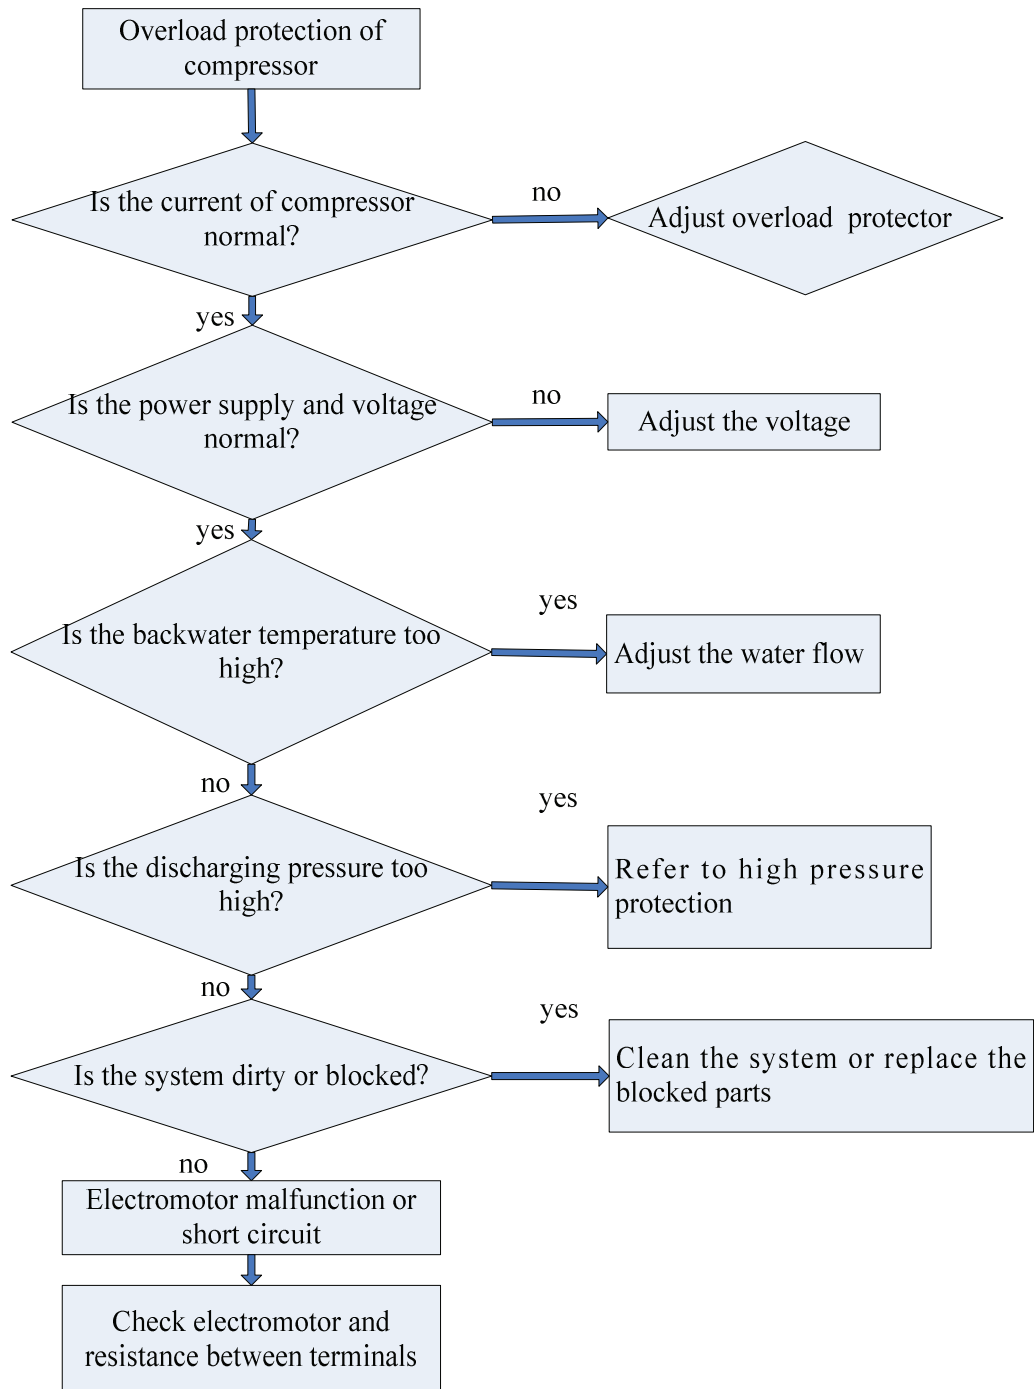 Overload protection of
compressor
Is the current of compressor
normal?
no
Adjust overload protector
yes
Is the power supply and voltage
normal?
no
Adjust the voltage
yes
Is the backwater temperature too
high?
yes
Adjust the water flow
no
Is the discharging pressure too
high?
yes
Refer to high pressure
protection
no
Is the system dirty or blocked?
yes
Clean the system or replace the
blocked parts
no
Electromotor malfunction or
short circuit
Check electromotor and
resistance between terminals